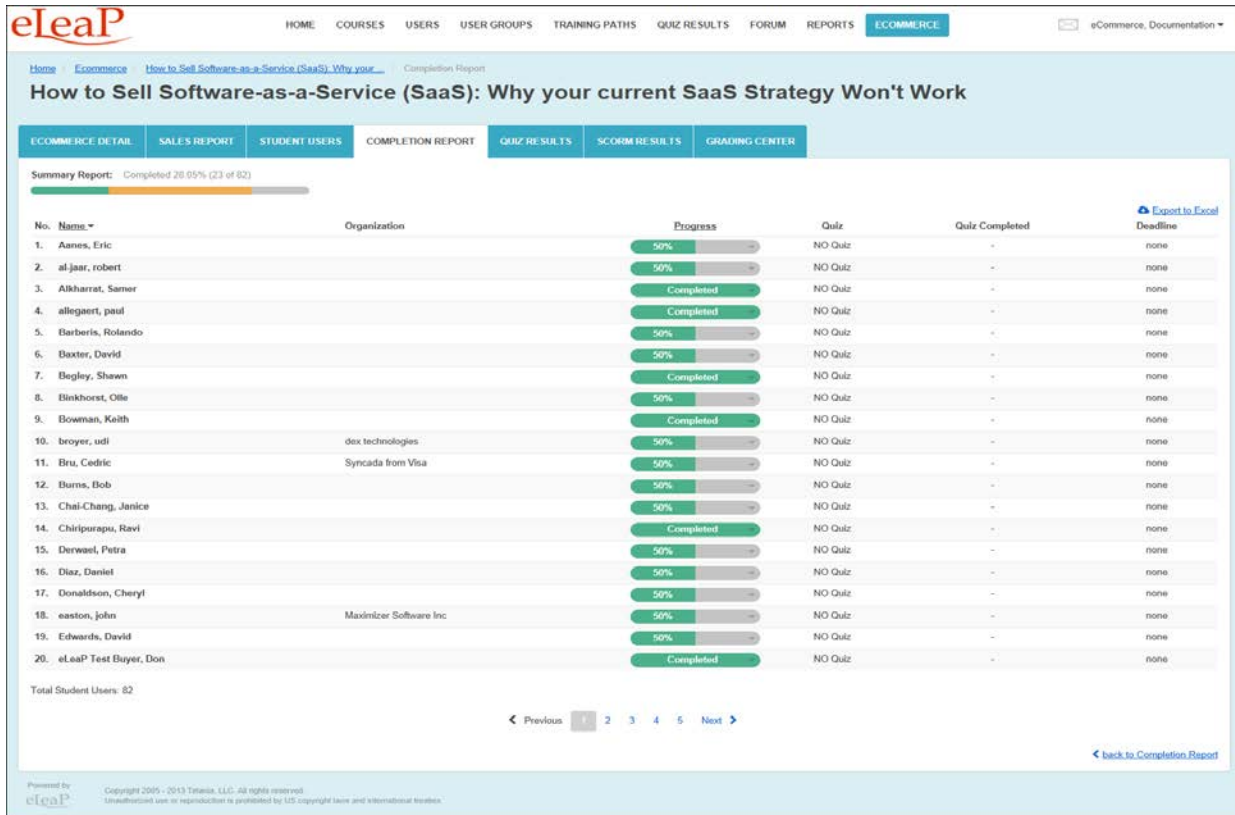 eLeaP
HOME COURSES USERS USER GROUPS TRAINING PATHS QUIZ RESULTS FORUM REPORTS ECOMMERCE eCommerce, Documentation
Home Ecommerce How to Sell Software-as-a-Service (SaaS): Why your ... Completion Report
How to Sell Software-as-a-Service (SaaS): Why your current SaaS Strategy Won't Work
ECOMMERCE DETAIL SALES REPORT STUDENT USERS COMPLETION REPORT QUIZ RESULTS SCORM RESULTS GRADING CENTER
Summary Report: Completed 28.05% (23 of 82)
Export to Excel
No. Name Organization Progress Quiz Quiz Completed Deadline
1. Aanes, Eric 50% NO Quiz - none
2. al-jaar, robert 50% NO Quiz - none
3. Alkharrat, Samer Completed NO Quiz - none
4. allegaert, paul Completed NO Quiz - none
5. Barberis, Rolando 50% NO Quiz - none
6. Baxter, David 50% NO Quiz - none
7. Begley, Shawn Completed NO Quiz - none
8. Binkhorst, Olle 50% NO Quiz - none
9. Bowman, Keith Completed NO Quiz - none
10. broyer, udi dex technologies 50% NO Quiz - none
11. Bru, Cedric Syncada from Visa 50% NO Quiz - none
12. Burns, Bob 50% NO Quiz - none
13. Chai-Chang, Janice 50% NO Quiz - none
14. Chiripurapu, Ravi Completed NO Quiz - none
15. Derwael, Petra 50% NO Quiz - none
16. Diaz, Daniel 50% NO Quiz - none
17. Donaldson, Cheryl 50% NO Quiz - none
18. easton, john Maximizer Software Inc 50% NO Quiz - none
19. Edwards, David 50% NO Quiz - none
20. eLeaP Test Buyer, Don Completed NO Quiz - none
Total Student Users: 82
Previous 1 2 3 4 5 Next
back to Completion Report
Powered by
eLeaP
Copyright 2005 - 2013 Telania, LLC. All rights reserved.
Unauthorized use or reproduction is prohibited by US copyright laws and international treaties.